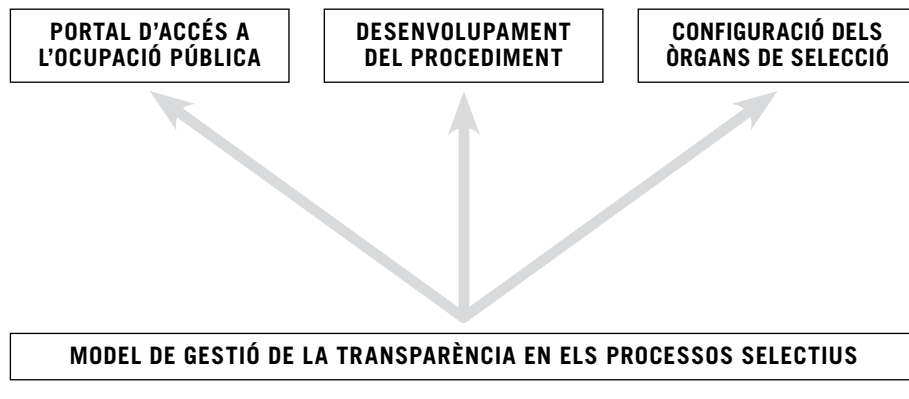 PORTAL D'ACCÉS A
L'OCUPACIÓ PÚBLICA
DESENVOLUPAMENT
DEL PROCEDIMENT
CONFIGURACIÓ DELS
ÒRGANS DE SELECCIÓ
MODEL DE GESTIÓ DE LA TRANSPARÈNCIA EN ELS PROCESSOS SELECTIUS